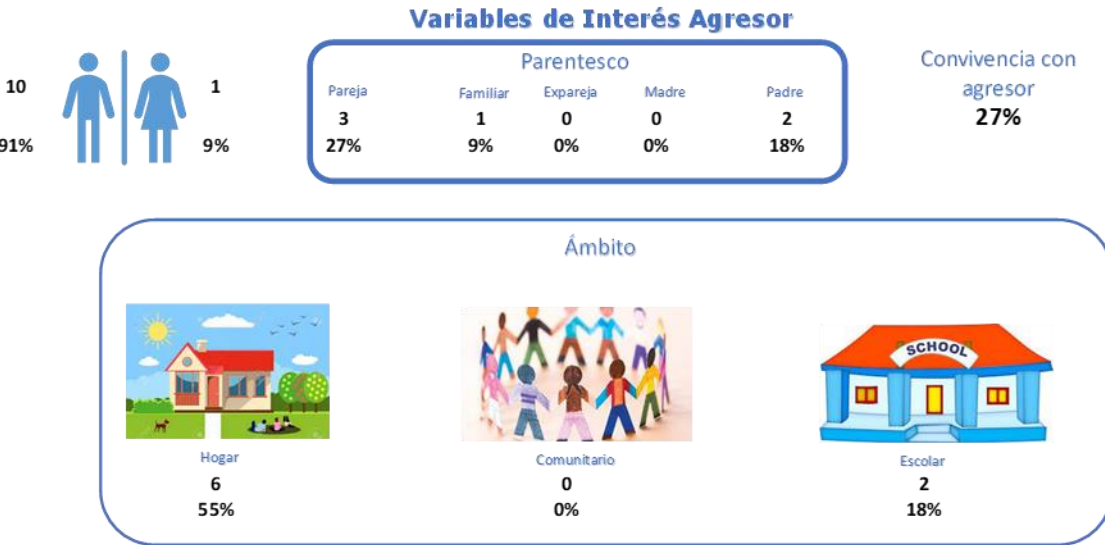 Variables de Interés Agresor
10
91%
1
9%
Parentesco
Pareja Familiar Expareja Madre Padre
3 1 0 0 2
27% 9% 0% 0% 18%
Convivencia con
agresor
27%
Ámbito
SCHOOL
Hogar Comunitario Escolar
6 0 2
55% 0% 18%